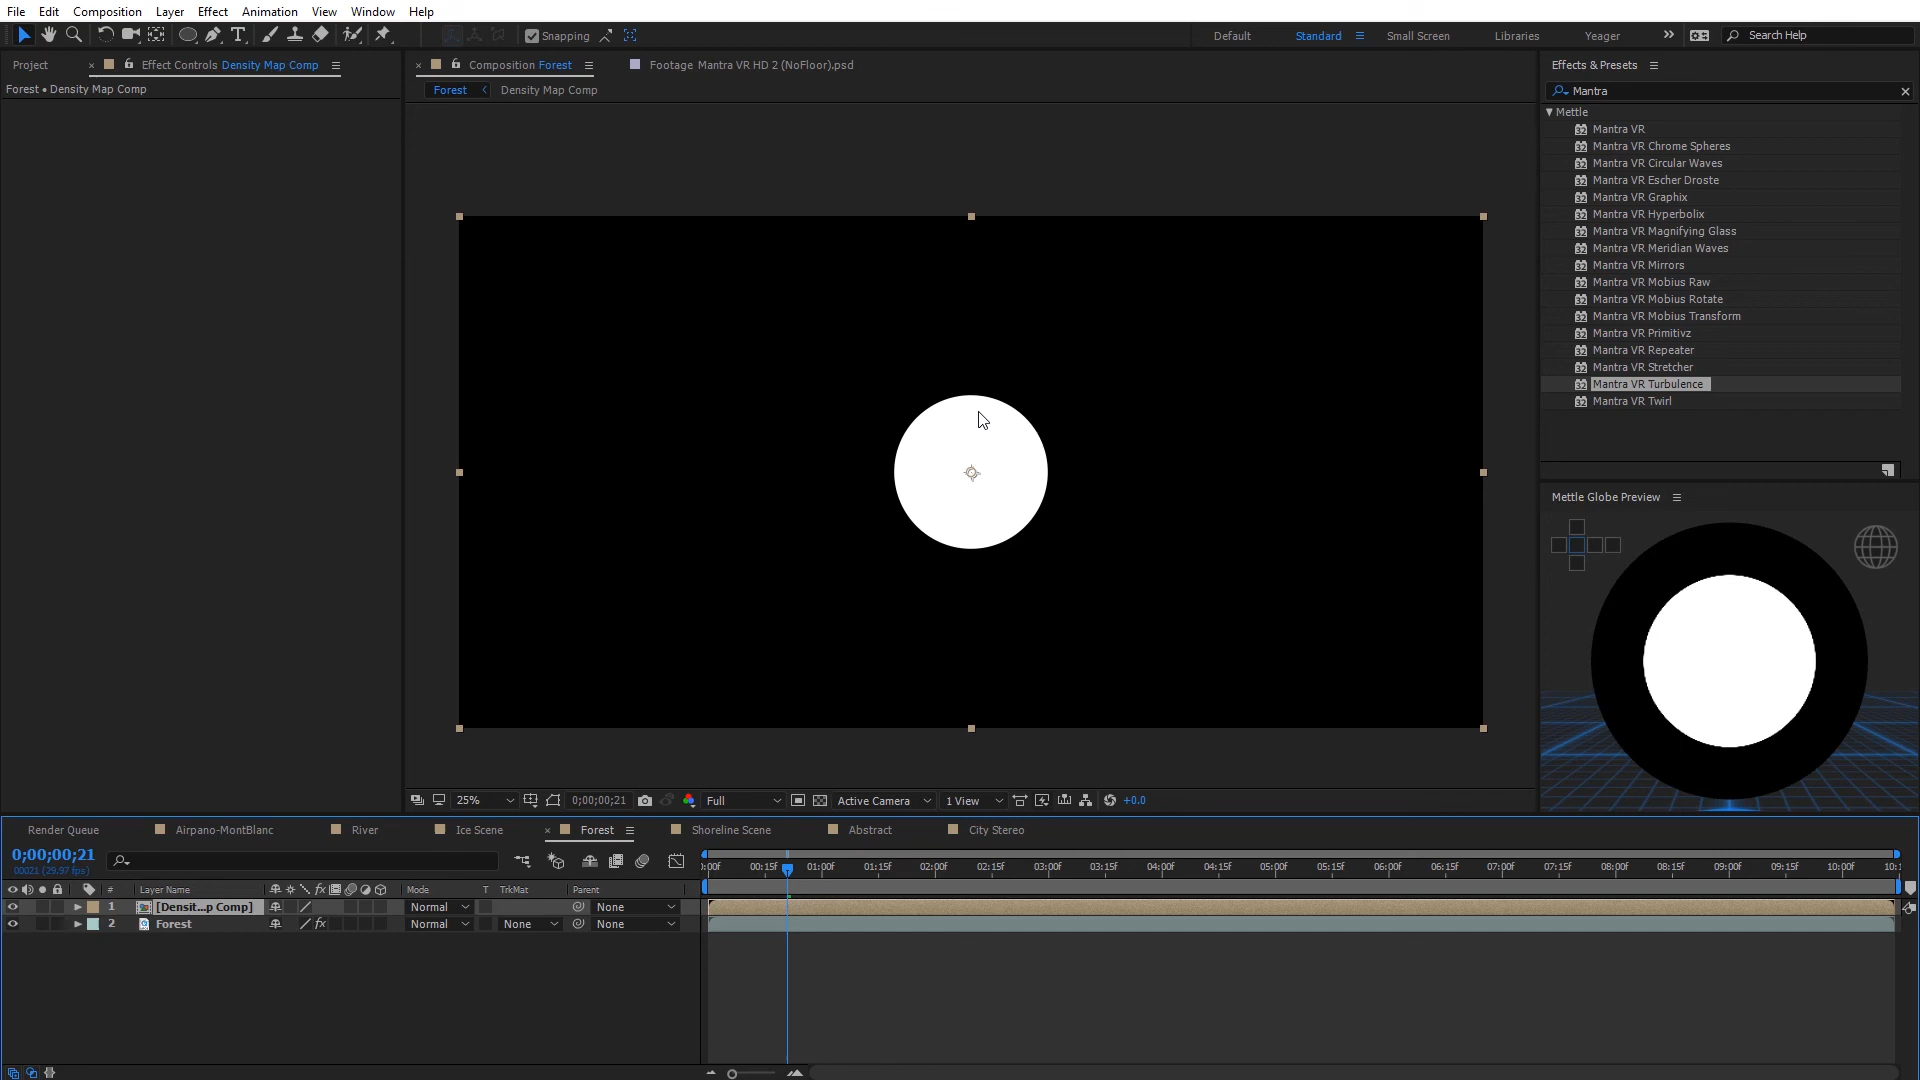 File Edit Composition Layer Effect Animation View Window Help
Snapping Default Standard Small Screen Libraries Yeager Search Help
Project Effect Controls Density Map Comp
Forest • Density Map Comp
Composition Forest Footage Mantra VR HD 2 (NoFloor).psd
Forest Density Map Comp
Effects & Presets
Mantra
Mettle
Mantra VR
Mantra VR Chrome Spheres
Mantra VR Circular Waves
Mantra VR Escher Droste
Mantra VR Graphix
Mantra VR Hyperbolix
Mantra VR Magnifying Glass
Mantra VR Meridian Waves
Mantra VR Mirrors
Mantra VR Mobius Raw
Mantra VR Mobius Rotate
Mantra VR Mobius Transform
Mantra VR Primitivz
Mantra VR Repeater
Mantra VR Stretcher
Mantra VR Turbulence
Mantra VR Twirl
Mettle Globe Preview
25% 0;00;00;21 Full Active Camera 1 View +0.0
Render Queue Airpano-MontBlanc River Ice Scene Forest Shoreline Scene Abstract City Stereo
0;00;00;21
00021 (29.97 fps)
:00f 00:15f 01:00f 01:15f 02:00f 02:15f 03:00f 03:15f 04:00f 04:15f 05:00f 05:15f 06:00f 06:15f 07:00f 07:15f 08:00f 08:15f 09:00f 09:15f 10:00f 10:1
# Layer Name Mode T TrkMat Parent
1 [Densit...p Comp] Normal None
2 Forest Normal None None